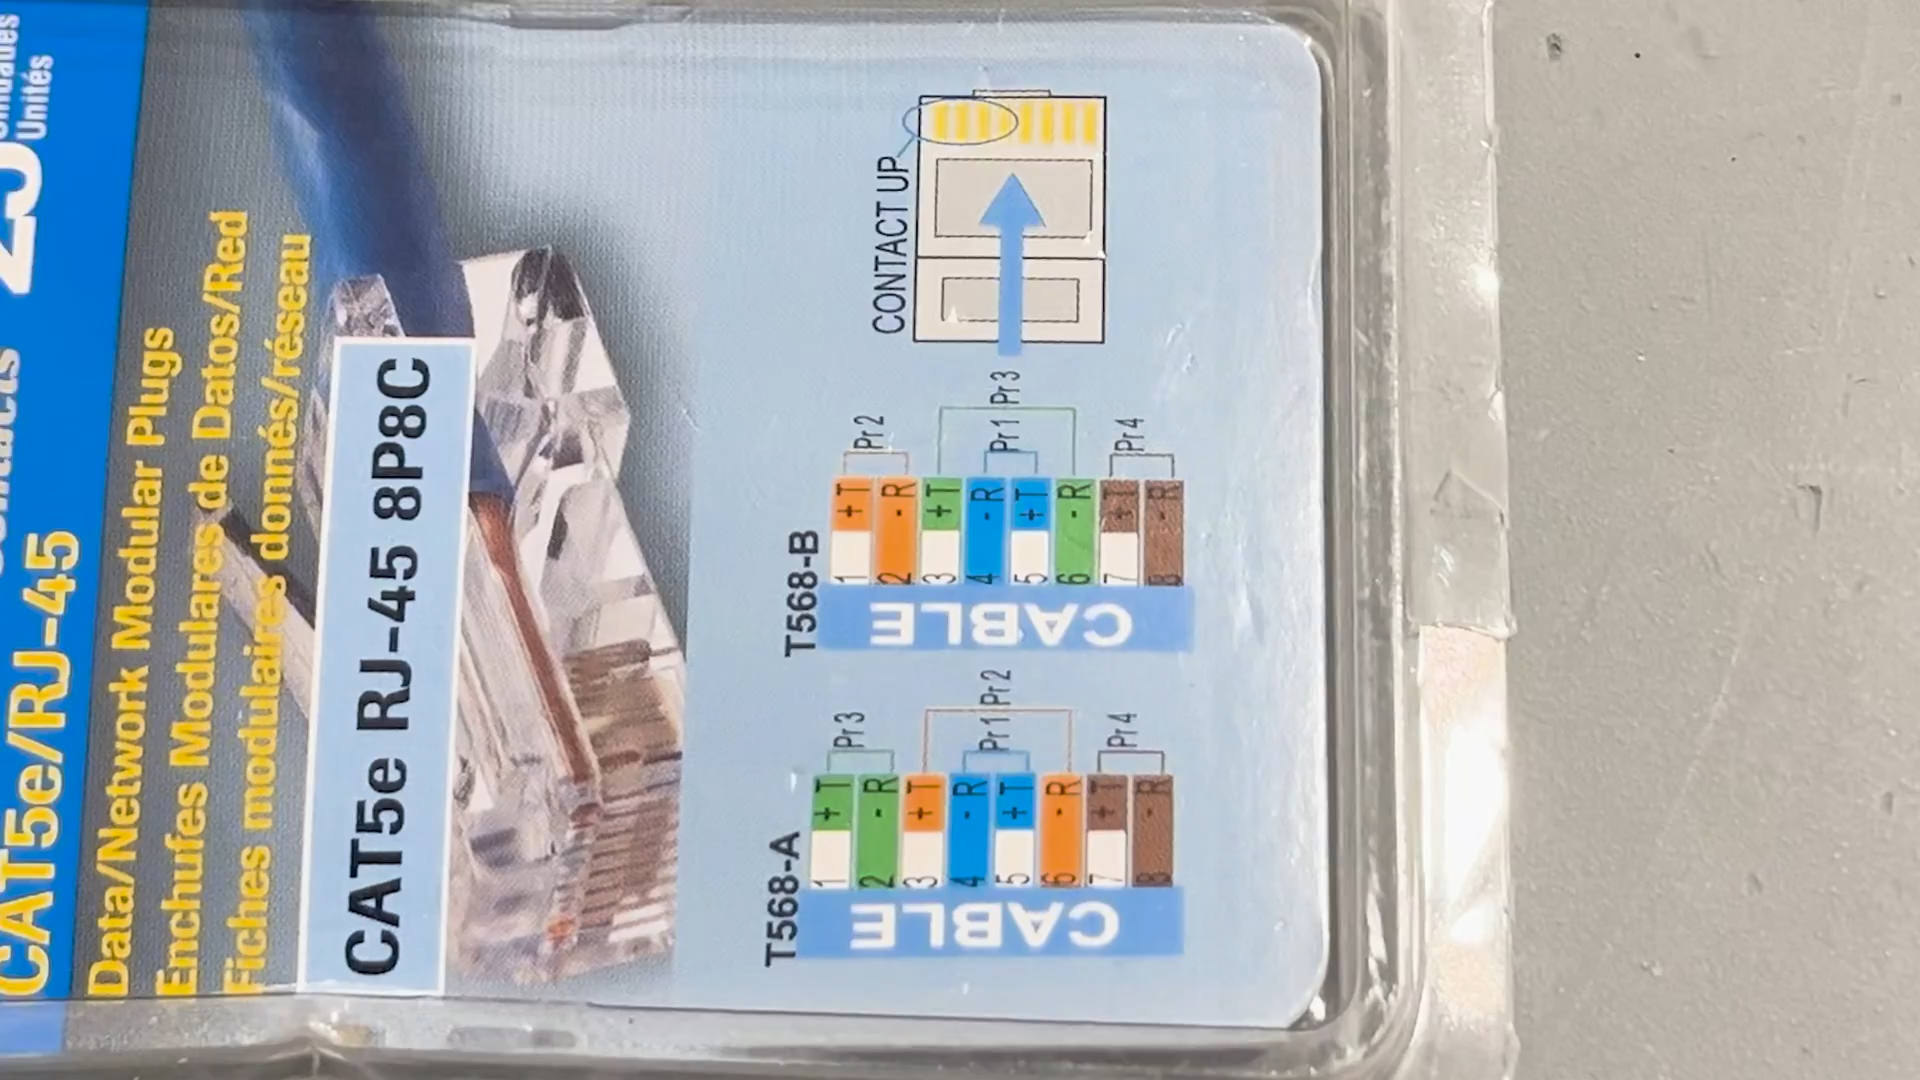 Unités
CAT5e/RJ-45
Data/Network Modular Plugs
Enchufes Modulares de Datos/Red
Fiches modulaires donnés/réseau
CAT5e RJ-45 8P8C
T568-A
Pr 3
Pr 1
Pr 2
Pr 4
+T
-R
+T
-R
+T
-R
+T
-R
1
2
3
4
5
6
7
8
CABLE
T568-B
Pr 2
Pr 1
Pr 3
Pr 4
+T
-R
+T
-R
+T
-R
+T
-R
1
2
3
4
5
6
7
8
CABLE
CONTACT UP